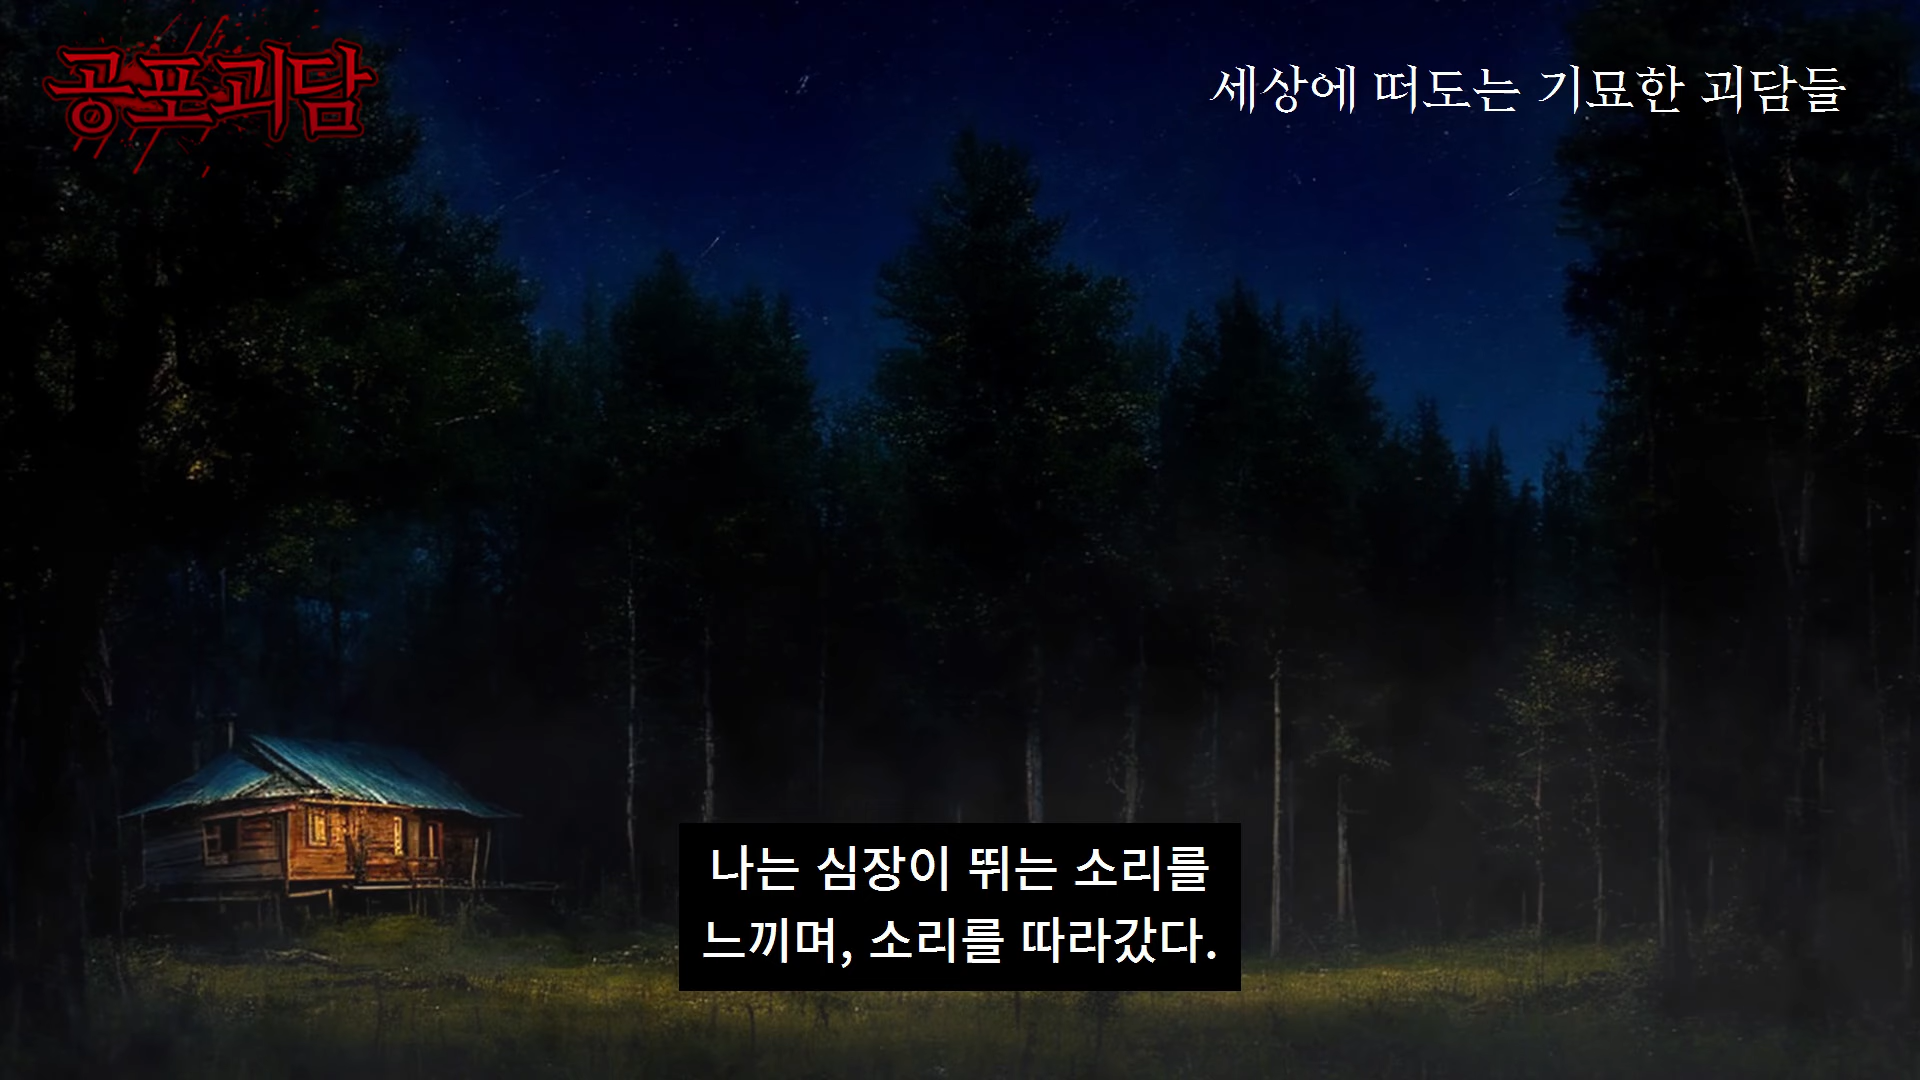 공포괴담
세상에 떠도는 기묘한 괴담들
나는 심장이 뛰는 소리를
느끼며, 소리를 따라갔다.